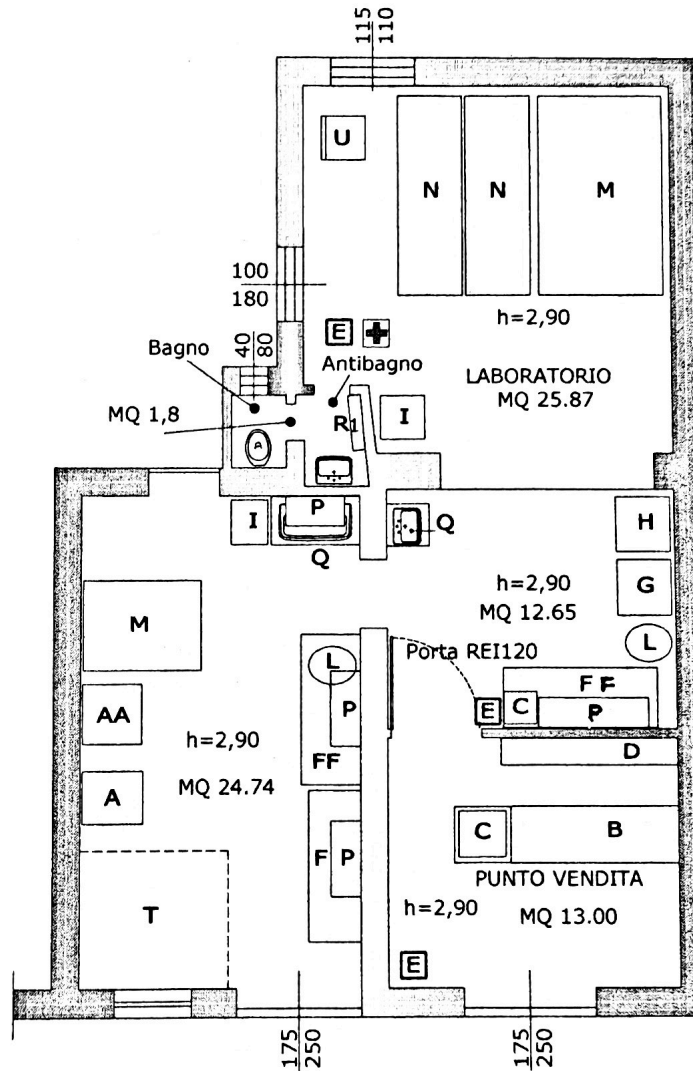 115
110
U
N
N
M
100
180
h=2,90
E
40
80
Bagno
Antibagno
LABORATORIO
MQ 25.87
MQ 1,8
R1
I
A
I
P
Q
Q
H
h=2,90
MQ 12.65
G
M
L
Porta REI120
L
FF
AA
P
E
C
P
h=2,90
FF
D
MQ 24.74
A
C
B
F
P
PUNTO VENDITA
T
h=2,90
MQ 13.00
E
175
250
175
250